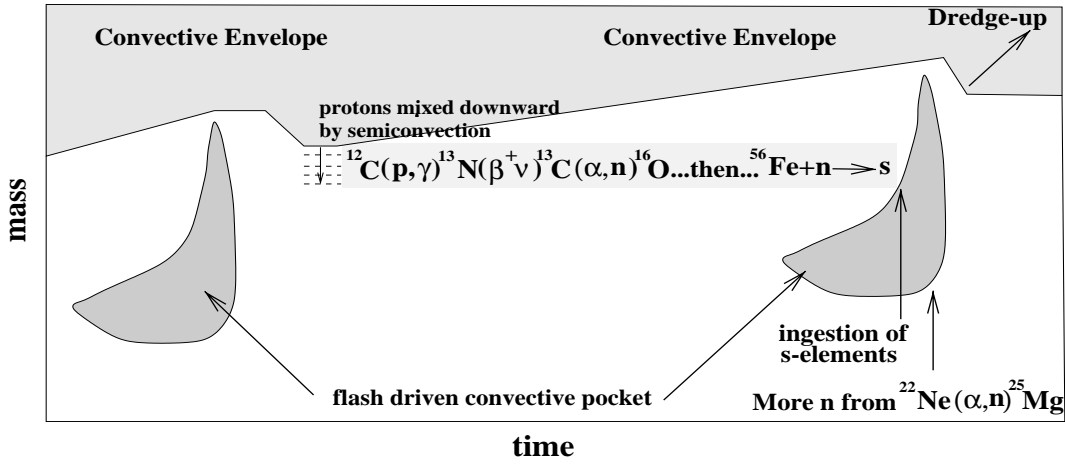 Dredge-up
Convective Envelope
Convective Envelope
protons mixed downward
by semiconvection
¹²C(p,γ)¹³N(β⁺ν)¹³C(α,n)¹⁶O...then...⁵⁶Fe+n→s
mass
ingestion of
s-elements
flash driven convective pocket
More n from ²²Ne(α,n)²⁵Mg
time